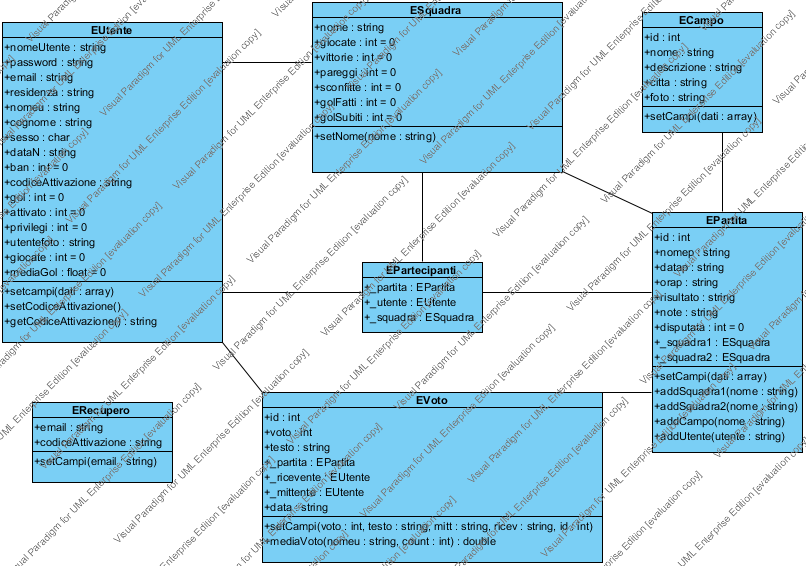 EUtente
+nomeUtente : string
+password : string
+email : string
+residenza : string
+nomeu : string
+cognome : string
+sesso : char
+dataN : string
+ban : int = 0
+codiceAttivazione : string
+gol : int = 0
+attivato : int = 0
+privilegi : int = 0
+utentefoto : string
+giocate : int = 0
+mediaGol : float = 0
+setcampi(dati : array)
+setCodiceAttivazione()
+getCodiceAttivazione() : string
ESquadra
+nome : string
+giocate : int = 0
+vittorie : int = 0
+pareggi : int = 0
+sconfitte : int = 0
+golFatti : int = 0
+golSubiti : int = 0
+setNome(nome : string)
ECampo
+id : int
+nome : string
+descrizione : string
+citta : string
+foto : string
+setCampi(dati : array)
EPartecipanti
+_partita : EPartita
+_utente : EUtente
+_squadra : ESquadra
EPartita
+id : int
+nomep : string
+datap : string
+orap : string
+risultato : string
+note : string
+disputata : int = 0
+_squadra1 : ESquadra
+_squadra2 : ESquadra
+setCampi(dati : array)
+addSquadra1(nome : string)
+addSquadra2(nome : string)
+addCampo(nome : string)
+addUtente(utente : string)
ERecupero
+email : string
+codiceAttivazione : string
+setCampi(email : string)
EVoto
+id : int
+voto : int
+testo : string
+_partita : EPartita
+_ricevente : EUtente
+_mittente : EUtente
+data : string
+setCampi(voto : int, testo : string, mitt : string, ricev : string, id : int)
+mediaVoto(nomeu : string, count : int) : double
Visual Paradigm for UML Enterprise Edition [evaluation copy]